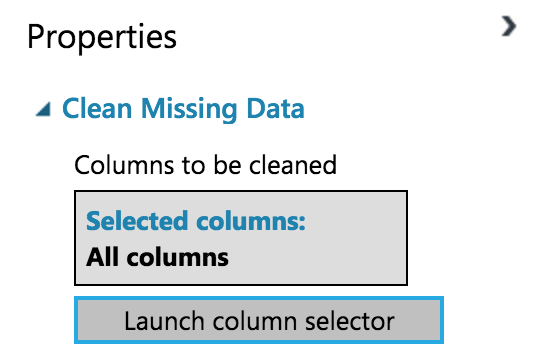 Properties
Clean Missing Data
Columns to be cleaned
Selected columns:
All columns
Launch column selector